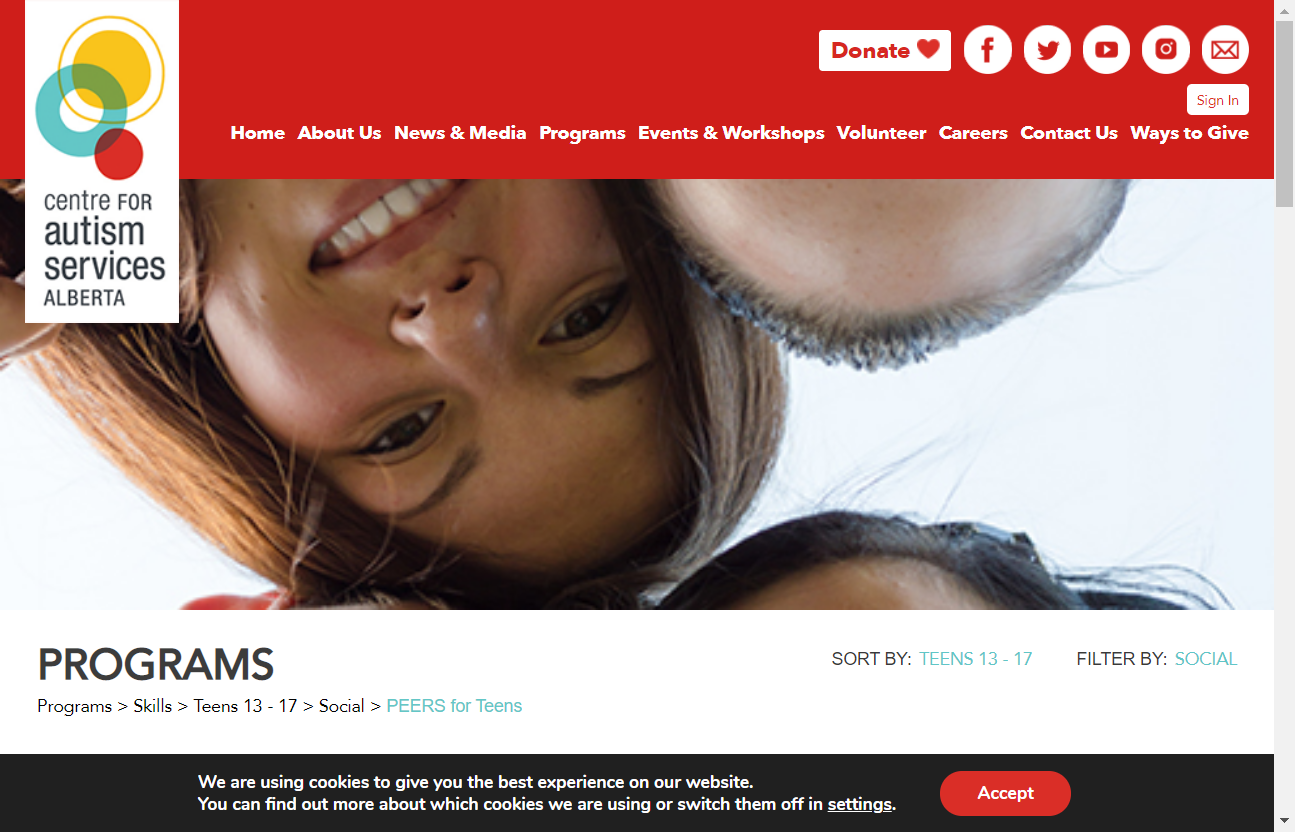 Donate
Sign In
Home About Us News & Media Programs Events & Workshops Volunteer Careers Contact Us Ways to Give
centre FOR
autism
services
ALBERTA
PROGRAMS
SORT BY: TEENS 13 - 17 FILTER BY: SOCIAL
Programs > Skills > Teens 13 - 17 > Social > PEERS for Teens
We are using cookies to give you the best experience on our website.
You can find out more about which cookies we are using or switch them off in settings.
Accept